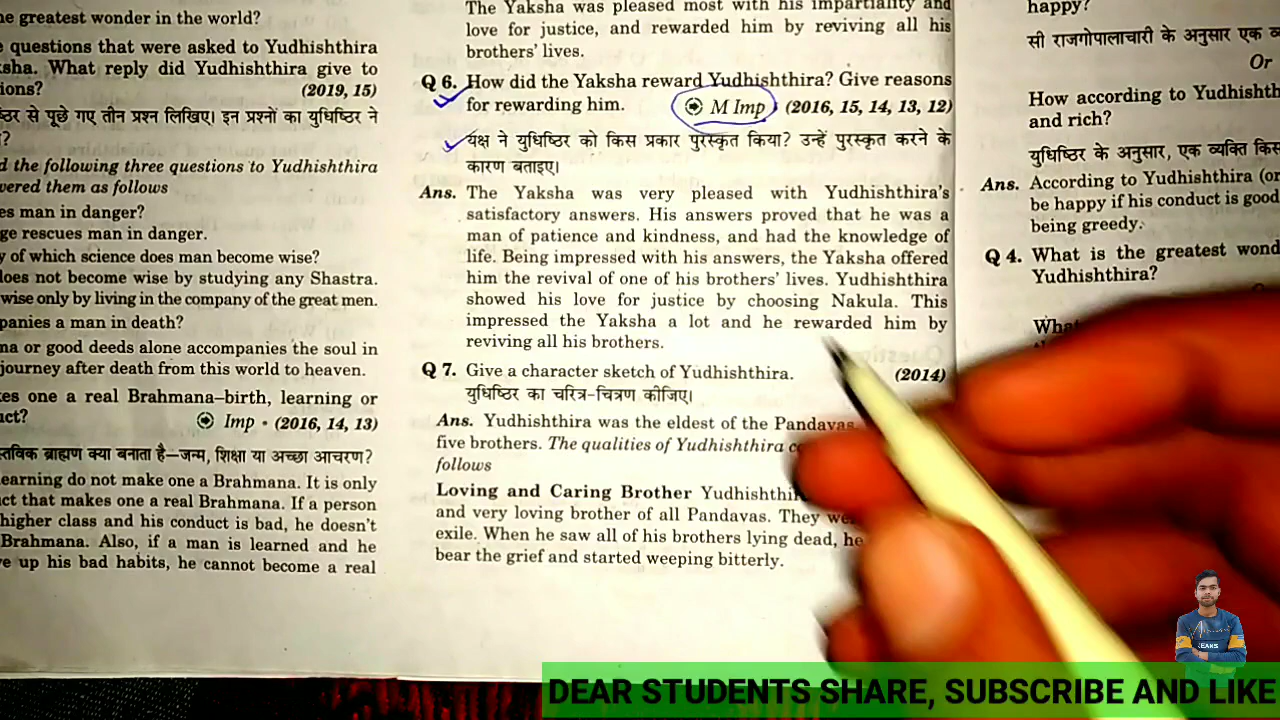 ne greatest wonder in the world?
e questions that were asked to Yudhishthira
ksha. What reply did Yudhishthira give to
ions? (2019, 15)
ष्ठिर से पूछे गए तीन प्रश्न लिखिए। इन प्रश्नों का युधिष्ठिर ने
?
d the following three questions to Yudhishthira
vered them as follows
es man in danger?
ge rescues man in danger.
y of which science does man become wise?
does not become wise by studying any Shastra.
wise only by living in the company of the great men.
panies a man in death?
na or good deeds alone accompanies the soul in
journey after death from this world to heaven.
es one a real Brahmana–birth, learning or
uct? Imp • (2016, 14, 13)
स्तविक ब्राह्मण क्या बनाता है–जन्म, शिक्षा या अच्छा आचरण?
earning do not make one a Brahmana. It is only
ct that makes one a real Brahmana. If a person
higher class and his conduct is bad, he doesn't
Brahmana. Also, if a man is learned and he
e up his bad habits, he cannot become a real
The Yaksha was pleased most with his impartiality and
love for justice, and rewarded him by reviving all his
brothers' lives.
Q 6. How did the Yaksha reward Yudhishthira? Give reasons
for rewarding him. M Imp • (2016, 15, 14, 13, 12)
यक्ष ने युधिष्ठिर को किस प्रकार पुरस्कृत किया? उन्हें पुरस्कृत करने के
कारण बताइए।
Ans. The Yaksha was very pleased with Yudhishthira's
satisfactory answers. His answers proved that he was a
man of patience and kindness, and had the knowledge of
life. Being impressed with his answers, the Yaksha offered
him the revival of one of his brothers' lives. Yudhishthira
showed his love for justice by choosing Nakula. This
impressed the Yaksha a lot and he rewarded him by
reviving all his brothers.
Q 7. Give a character sketch of Yudhishthira. (2014)
युधिष्ठिर का चरित्र-चित्रण कीजिए।
Ans. Yudhishthira was the eldest of the Pandavas
five brothers. The qualities of Yudhishthira
follows
Loving and Caring Brother Yudhishthi
and very loving brother of all Pandavas. They we
exile. When he saw all of his brothers lying dead, he
bear the grief and started weeping bitterly.
happy?
सी राजगोपालाचारी के अनुसार एक व्य
Or
How according to Yudhishth
and rich?
युधिष्ठिर के अनुसार, एक व्यक्ति किस
Ans. According to Yudhishthira (or
be happy if his conduct is good
being greedy.
Q 4. What is the greatest wond
Yudhishthira?
What
DEAR STUDENTS SHARE, SUBSCRIBE AND LIKE